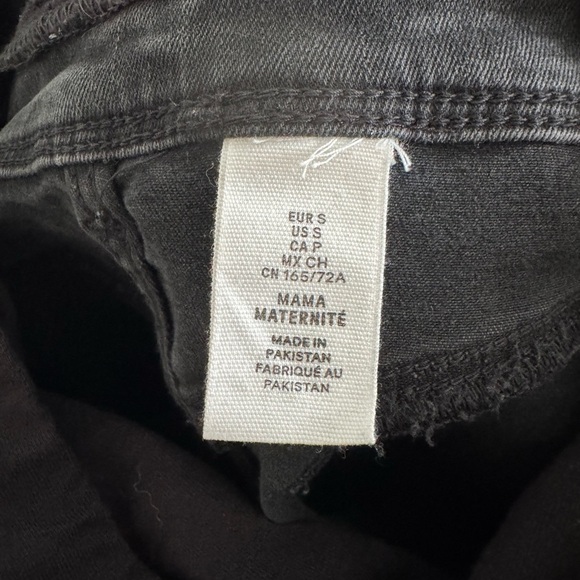 EUR S
US S
CA P
MX CH
CN 165/72A
MAMA
MATERNITÉ
MADE IN
PAKISTAN
FABRIQUÉ AU
PAKISTAN